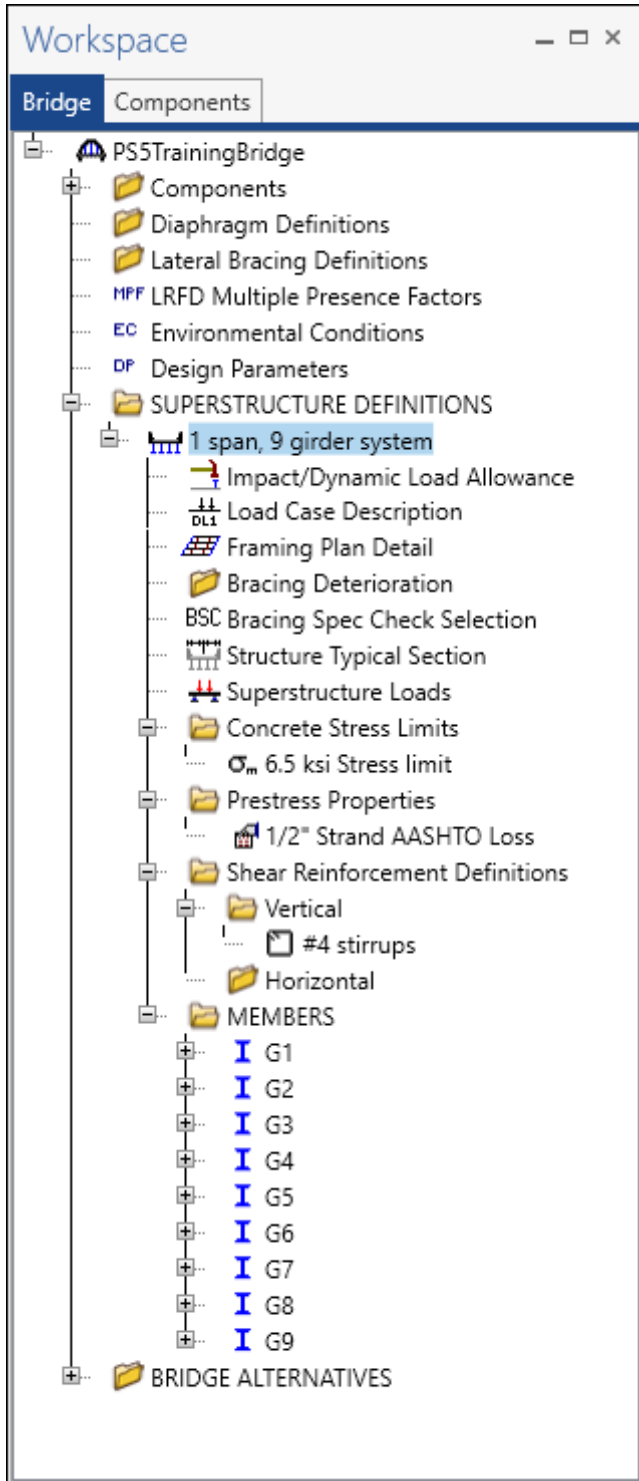 Workspace
Bridge Components
PS5TrainingBridge
Components
Diaphragm Definitions
Lateral Bracing Definitions
MPF LRFD Multiple Presence Factors
EC Environmental Conditions
DP Design Parameters
SUPERSTRUCTURE DEFINITIONS
1 span, 9 girder system
Impact/Dynamic Load Allowance
DL1 Load Case Description
Framing Plan Detail
Bracing Deterioration
BSC Bracing Spec Check Selection
Structure Typical Section
Superstructure Loads
Concrete Stress Limits
σm 6.5 ksi Stress limit
Prestress Properties
1/2" Strand AASHTO Loss
Shear Reinforcement Definitions
Vertical
#4 stirrups
Horizontal
MEMBERS
G1
G2
G3
G4
G5
G6
G7
G8
G9
BRIDGE ALTERNATIVES